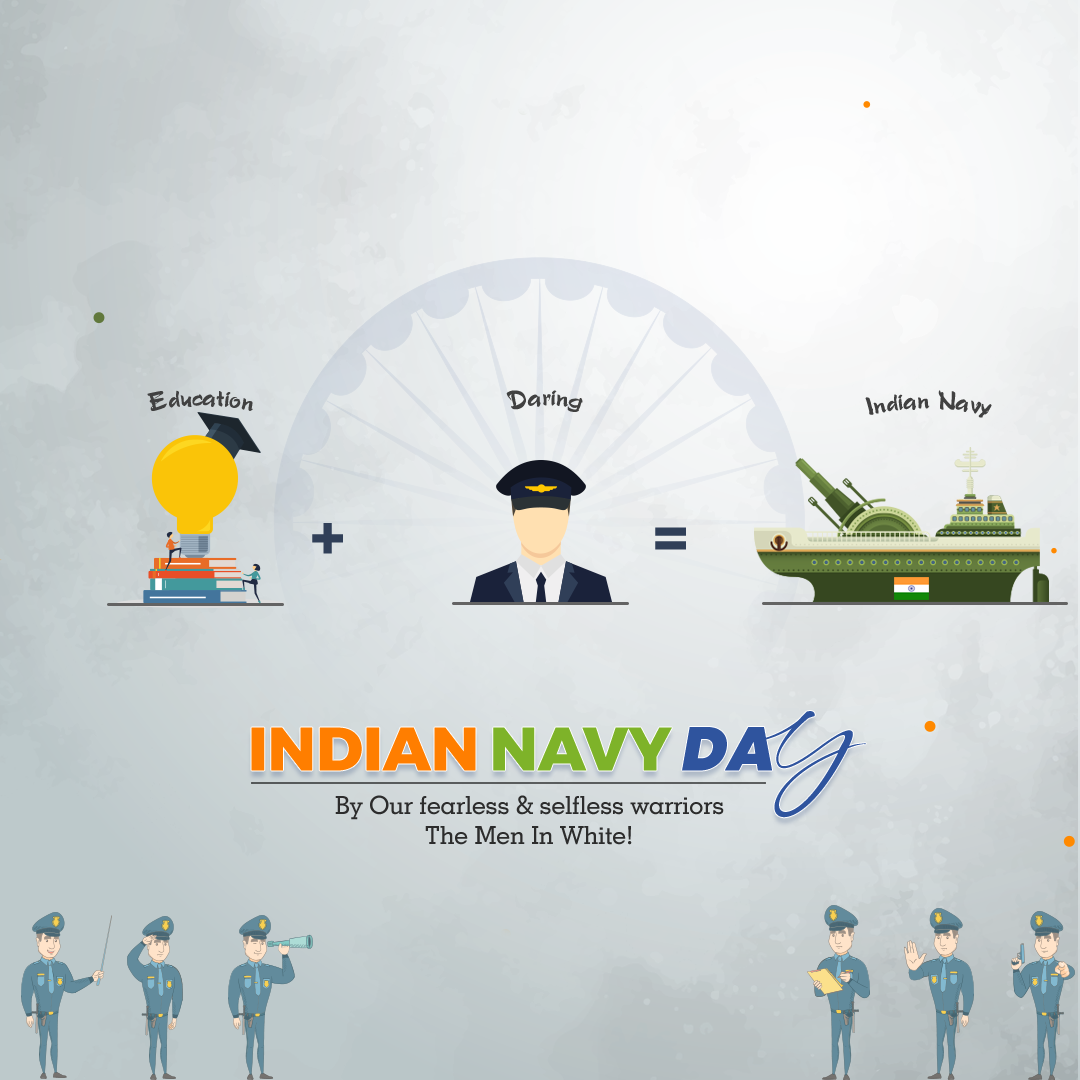 Education
Daring
Indian Navy
+
=
INDIAN NAVY DAy
By Our fearless & selfless warriors
The Men In White!